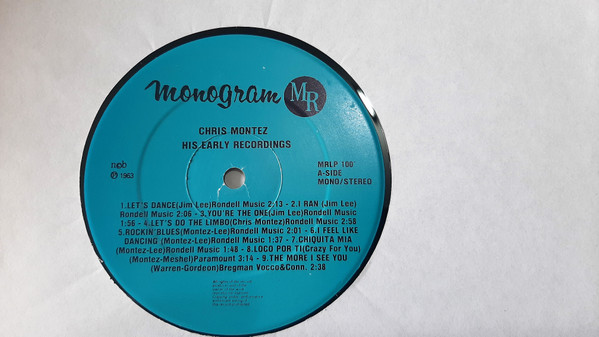 monogram MR
CHRIS MONTEZ
HIS EARLY RECORDINGS
MRLP 100
A-SIDE
MONO/STEREO
ncb
℗ 1963
1.LET'S DANCE(Jim Lee)Rondell Music 2:13 - 2.I RAN (Jim Lee)
Rondell Music 2:06 - 3.YOU'RE THE ONE(Jim Lee)Rondell Music
1:56 - 4.LET'S DO THE LIMBO(Chris Montez)Rondell Music 2:58
5.ROCKIN'BLUES(Montez-Lee)Rondell Music 2:01 - 6.I FEEL LIKE
DANCING (Montez-Lee)Rondell Music 1:37 - 7.CHIQUITA MIA
(Montez-Lee)Rondell Music 1:48 - 8.LOCO POR TI(Crazy For You)
(Montez-Meshel)Paramount 3:14 - 9.THE MORE I SEE YOU
(Warren-Gordeon)Bregman Vocco&Conn. 2:38